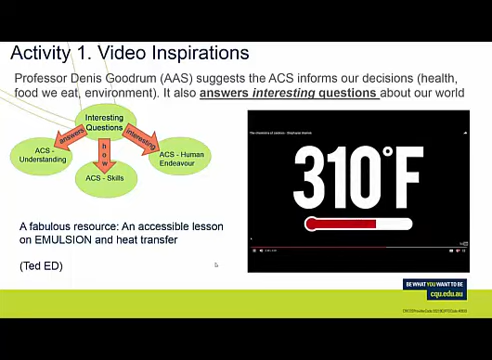 Activity 1. Video Inspirations
Professor Denis Goodrum (AAS) suggests the ACS informs our decisions (health,
food we eat, environment). It also answers interesting questions about our world
Interesting
Questions
answers
how
interesting
ACS -
Understanding
ACS - Skills
ACS - Human
Endeavour
A fabulous resource: An accessible lesson
on EMULSION and heat transfer
(Ted ED)
310°F
BE WHAT YOU WANT TO BE
cqu.edu.au